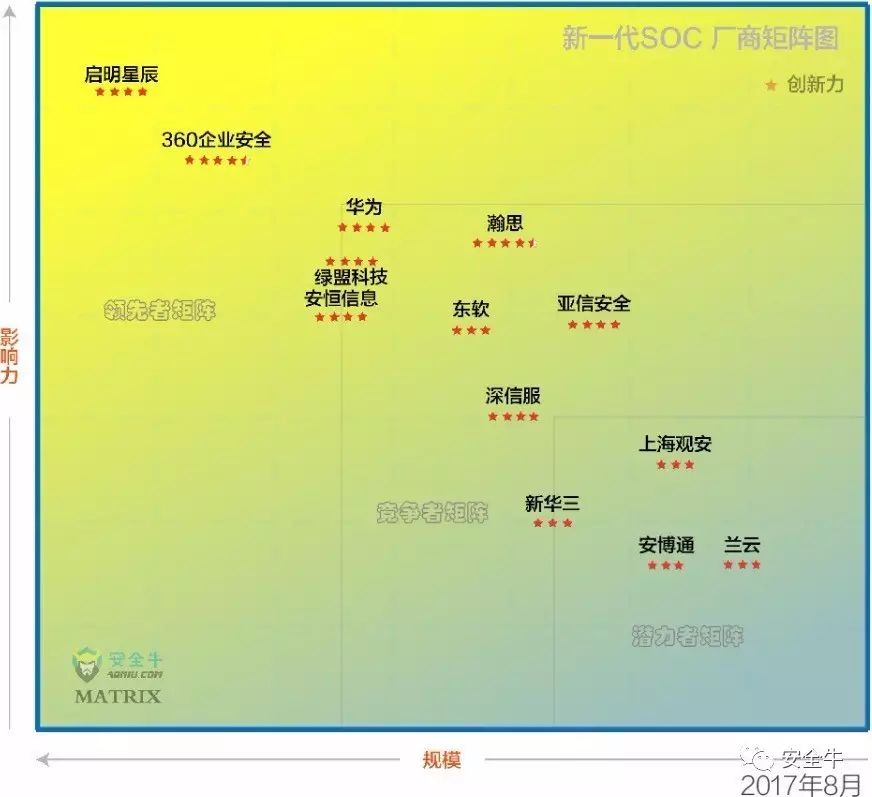 新一代SOC 厂商矩阵图
启明星辰
★ 创新力
★★★★
360企业安全
华为
瀚思
绿盟科技
安恒信息
东软
亚信安全
领先者矩阵
影响力
深信服
上海观安
新华三
竞争者矩阵
安博通
兰云
潜力者矩阵
安全牛
AQNIU.COM
MATRIX
规模
安全牛
2017年8月